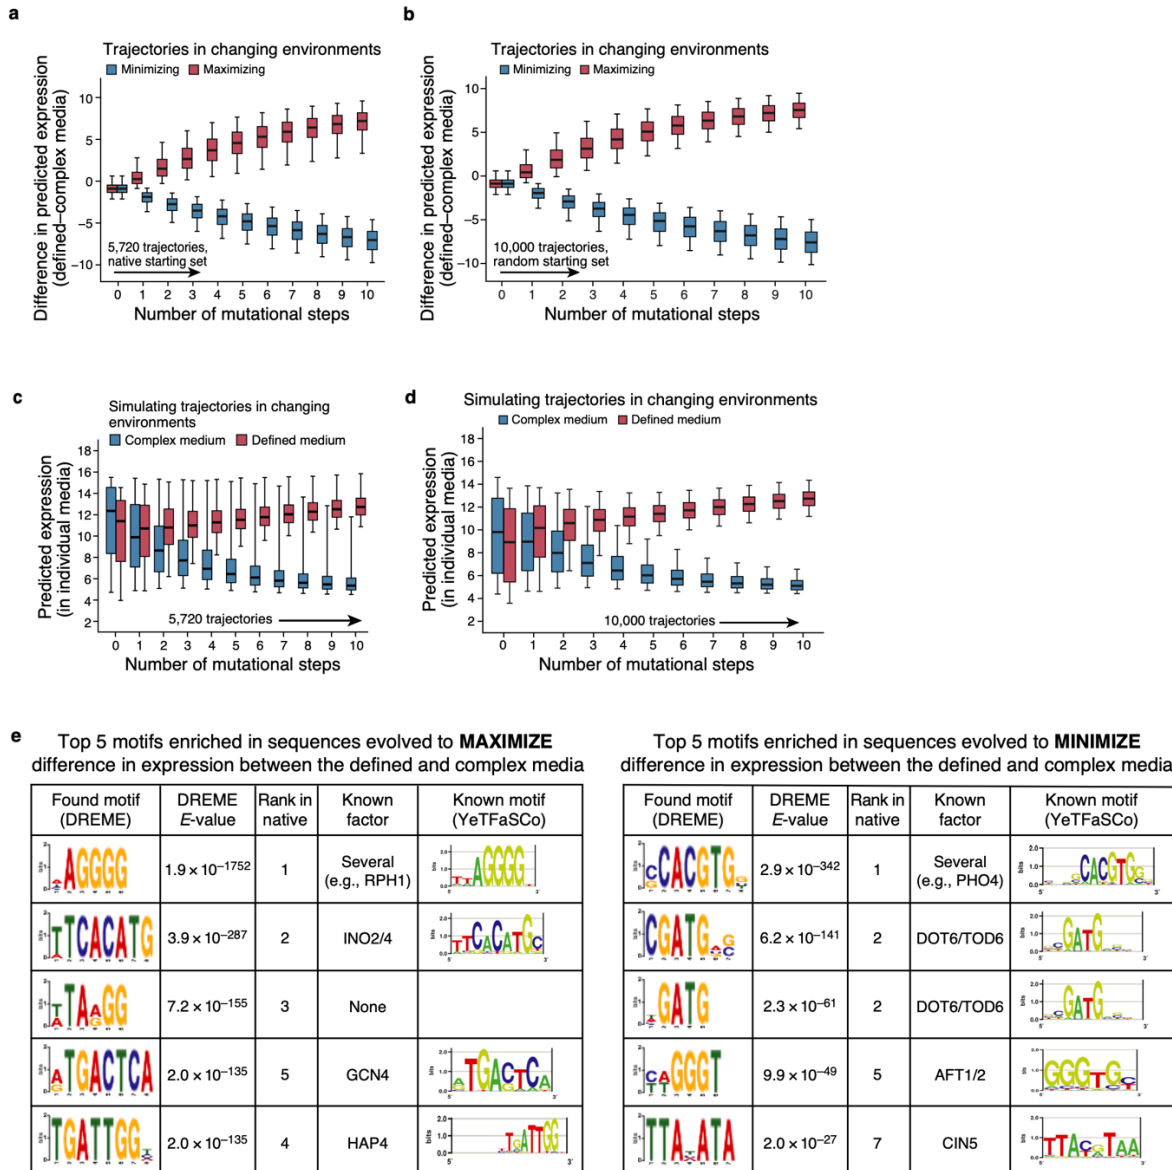 a
Trajectories in changing environments
Minimizing Maximizing
Difference in predicted expression
(defined–complex media)
10
5
0
−5
−10
5,720 trajectories,
native starting set
0 1 2 3 4 5 6 7 8 9 10
Number of mutational steps
b
Trajectories in changing environments
Minimizing Maximizing
Difference in predicted expression
(defined–complex media)
10
5
0
−5
−10
10,000 trajectories,
random starting set
0 1 2 3 4 5 6 7 8 9 10
Number of mutational steps
c
Simulating trajectories in changing
environments
Complex medium Defined medium
Predicted expression
(in individual media)
18
16
14
12
10
8
6
4
2
5,720 trajectories
0 1 2 3 4 5 6 7 8 9 10
Number of mutational steps
d
Simulating trajectories in changing environments
Complex medium Defined medium
Predicted expression
(in individual media)
18
16
14
12
10
8
6
4
2
10,000 trajectories
0 1 2 3 4 5 6 7 8 9 10
Number of mutational steps
e
Top 5 motifs enriched in sequences evolved to MAXIMIZE
difference in expression between the defined and complex media
Found motif (DREME) DREME E-value Rank in native Known factor Known motif (YeTFaSCo)
AGGGG 1.9 × 10−1752 1 Several (e.g., RPH1) AGGGG
TTCACATG 3.9 × 10−287 2 INO2/4 TTCACATGC
7.2 × 10−155 3 None
TGACTCA 2.0 × 10−135 5 GCN4 TGACTCA
TGATTGG 2.0 × 10−135 4 HAP4 TGATTGG
Top 5 motifs enriched in sequences evolved to MINIMIZE
difference in expression between the defined and complex media
Found motif (DREME) DREME E-value Rank in native Known factor Known motif (YeTFaSCo)
CCACGTG 2.9 × 10−342 1 Several (e.g., PHO4) CACGTG
CGATG 6.2 × 10−141 2 DOT6/TOD6 GATG
GATG 2.3 × 10−61 2 DOT6/TOD6 GATG
GGGT 9.9 × 10−49 5 AFT1/2 GGGTG
TTA ATA 2.0 × 10−27 7 CIN5 TTAC TAA